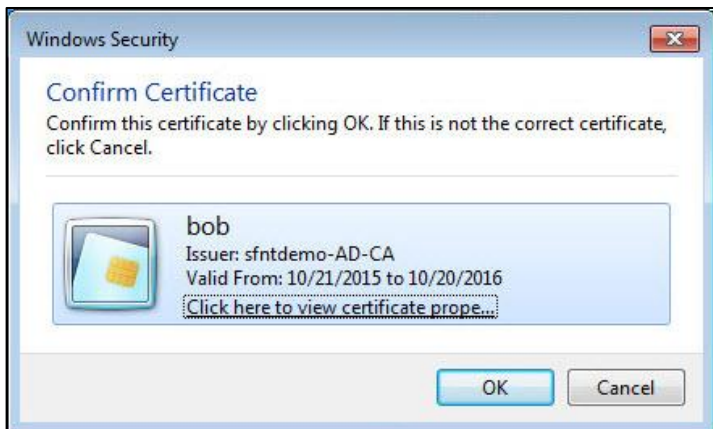 Windows Security
Confirm Certificate
Confirm this certificate by clicking OK. If this is not the correct certificate,
click Cancel.
bob
Issuer: sfntdemo-AD-CA
Valid From: 10/21/2015 to 10/20/2016
Click here to view certificate prope...
OK Cancel